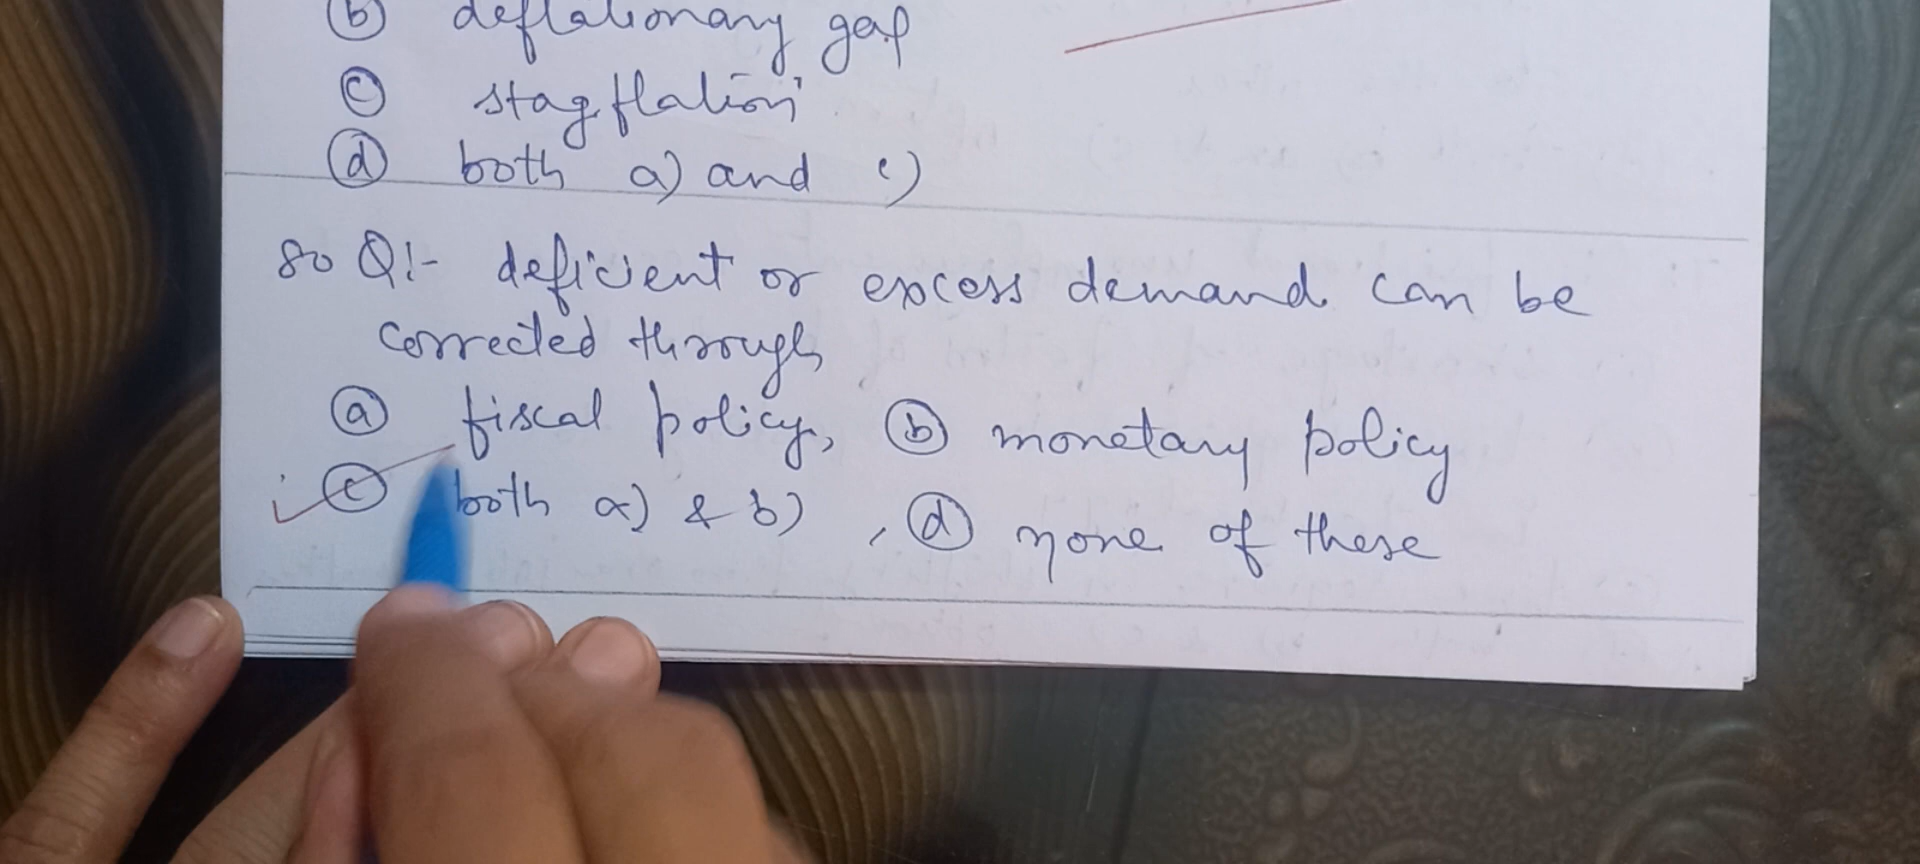 (b) deflationary gap
(c) stagflation
(d) both a) and c)
80 Q!- deficient or excess demand can be
corrected through
(a) fiscal policy, (b) monetary policy
(c) both a) & b) , (d) none of these